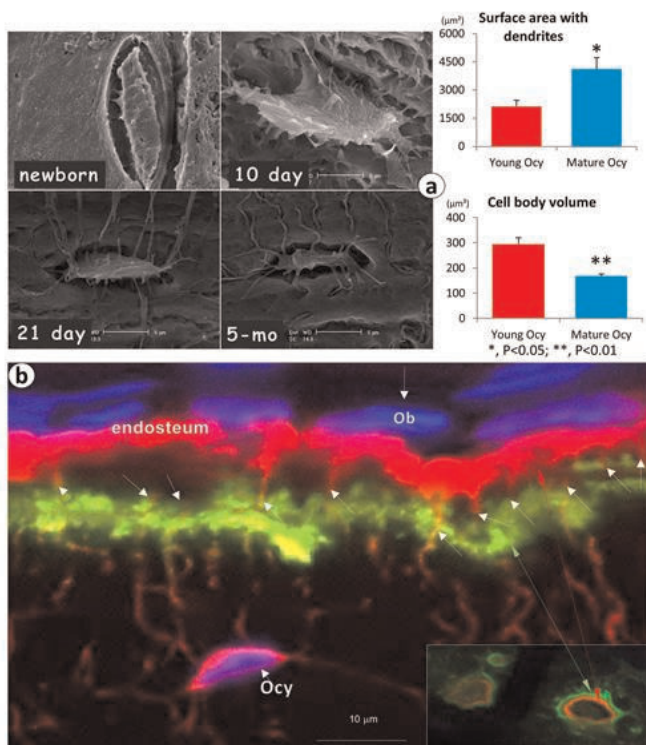 newborn
10 day
21 day
5-mo
a
Surface area with
dendrites
(μm³)
6000
4500
3000
1500
0
*
Young Ocy
Mature Ocy
Cell body volume
(μm³)
400
300
200
100
0
**
Young Ocy
Mature Ocy
*, P<0.05; **, P<0.01
b
endosteum
Ob
Ocy
10 μm